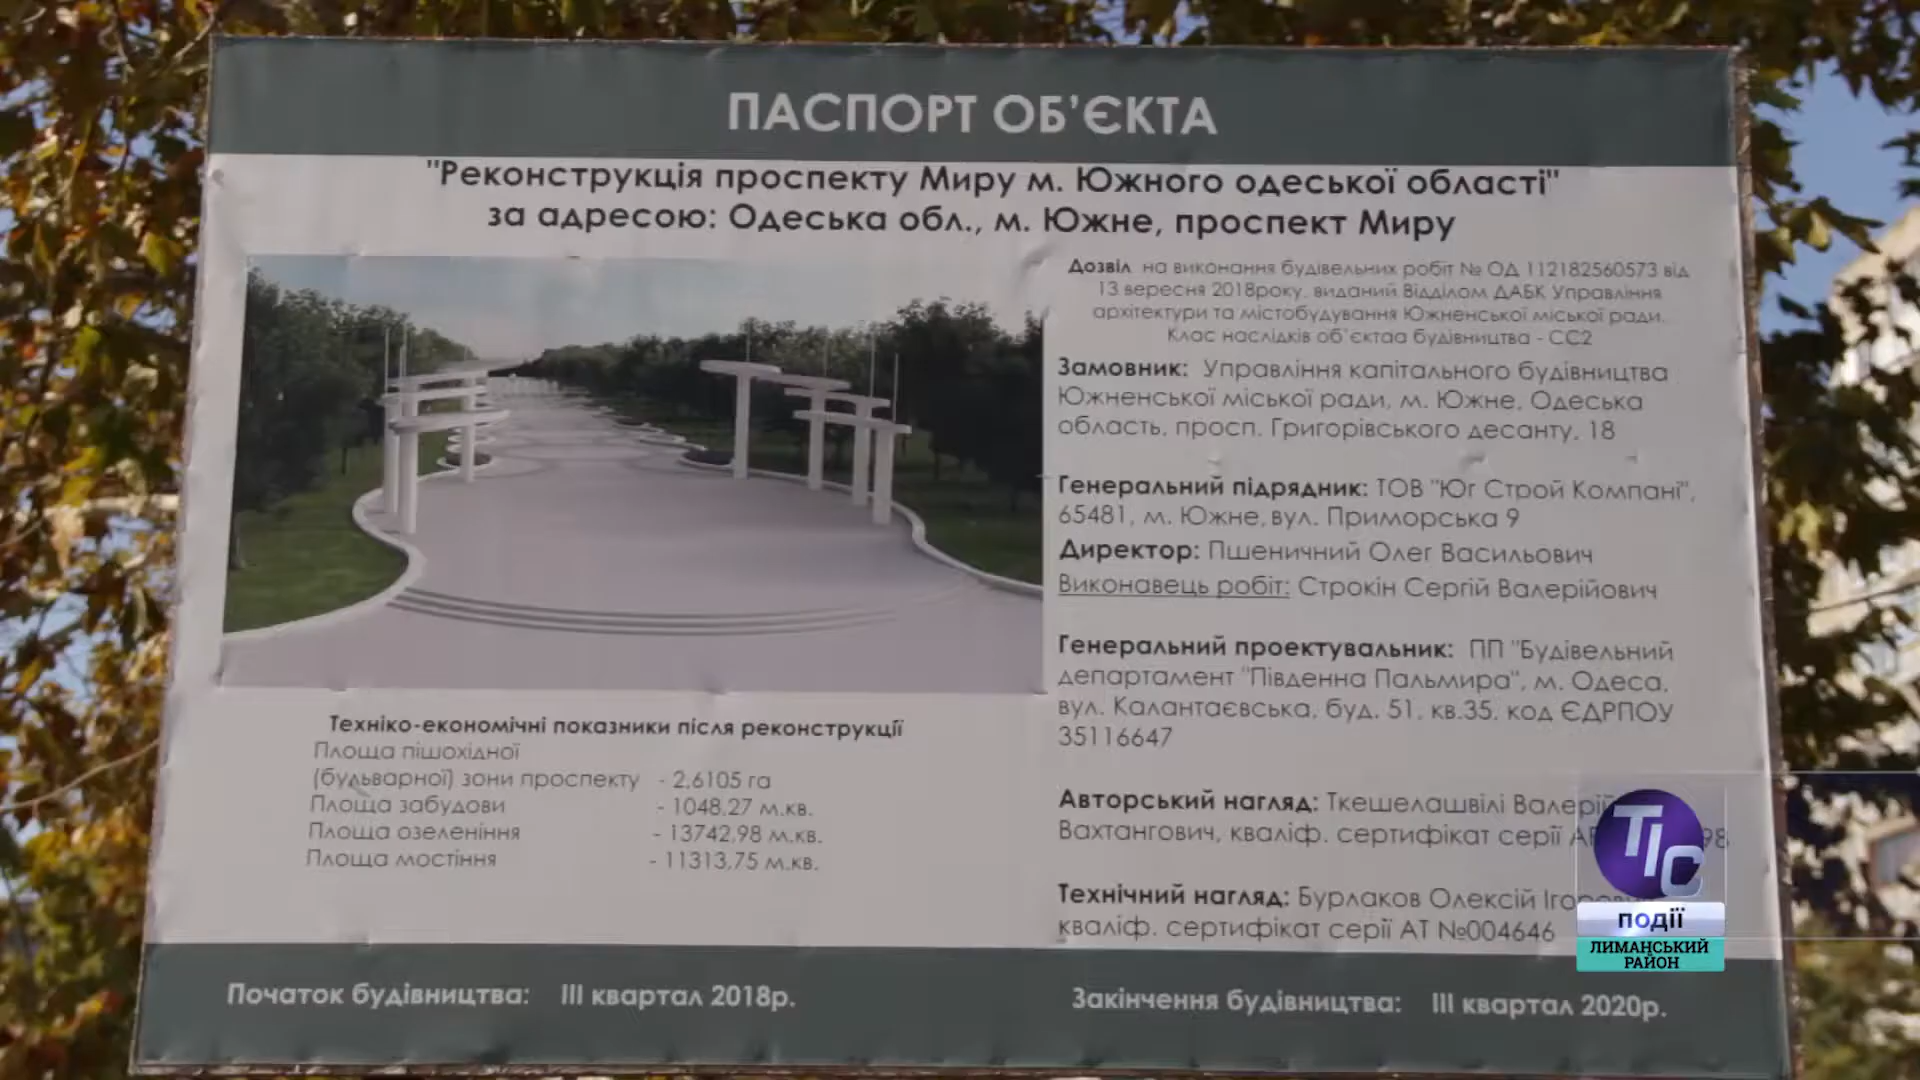 ПАСПОРТ ОБ'ЄКТА
"Реконструкція проспекту Миру м. Южного одеської області"
за адресою: Одеська обл., м. Южне, проспект Миру
Дозвіл на виконання будівельних робіт № ОД 112182560573 від
13 вересня 2018року, виданий Відділом ДАБК Управління
архітектури та містобудування Южненської міської ради.
Клас наслідків об'єктаа будівництва - СС2
Замовник: Управління капітального будівництва
Южненської міської ради, м. Южне, Одеська
область, просп. Григорівського десанту, 18
Генеральний підрядник: ТОВ "Юг Строй Компані",
65481, м. Южне, вул. Приморська 9
Директор: Пшеничний Олег Васильович
Виконавець робіт: Строкін Сергій Валерійович
Генеральний проектувальник: ПП "Будівельний
департамент "Південна Пальмира", м. Одеса,
вул. Калантаєвська, буд. 51, кв.35, код ЄДРПОУ
35116647
Авторський нагляд: Ткешелашвілі
Вахтангович, кваліф. сертифікат серії
Технічний нагляд: Бурлаков Олексій
кваліф. сертифікат серії АТ №004646
Техніко-економічні показники після реконструкції
Площа пішохідної
(бульварної) зони проспекту - 2,6105 га
Площа забудови - 1048,27 м.кв.
Площа озеленіння - 13742,98 м.кв.
Площа мостіння - 11313,75 м.кв.
Початок будівництва: III квартал 2018р.
Закінчення будівництва: III квартал 2020р.
ТІС
ПОДІЇ
ЛИМАНСЬКИЙ
РАЙОН